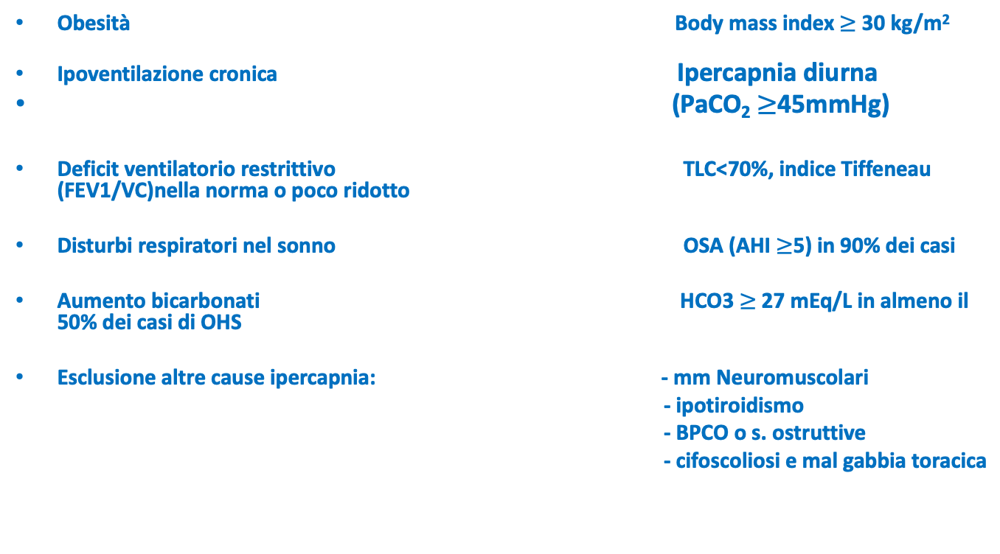 • Obesità Body mass index ≥ 30 kg/m²
• Ipoventilazione cronica Ipercapnia diurna
• (PaCO₂ ≥45mmHg)
• Deficit ventilatorio restrittivo TLC<70%, indice Tiffeneau
(FEV1/VC)nella norma o poco ridotto
• Disturbi respiratori nel sonno OSA (AHI ≥5) in 90% dei casi
• Aumento bicarbonati HCO3 ≥ 27 mEq/L in almeno il
50% dei casi di OHS
• Esclusione altre cause ipercapnia: - mm Neuromuscolari
- ipotiroidismo
- BPCO o s. ostruttive
- cifoscoliosi e mal gabbia toracica